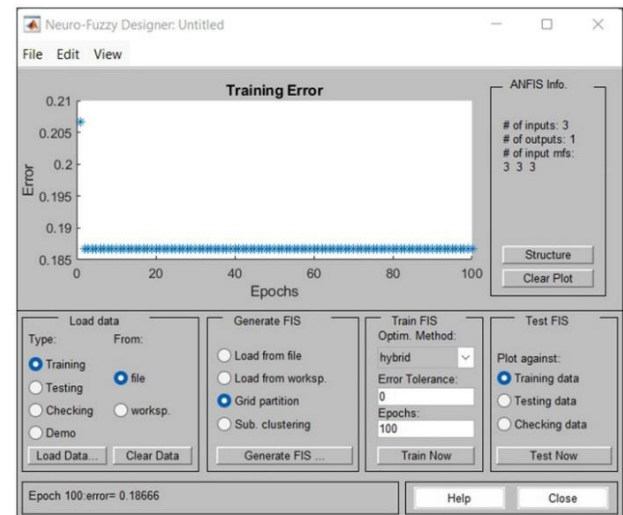 Neuro-Fuzzy Designer: Untitled
File Edit View
Training Error
0.21
0.205
0.2
0.195
0.19
0.185
Error
0 20 40 60 80 100
Epochs
ANFIS Info.
# of inputs: 3
# of outputs: 1
# of input mfs:
3 3 3
Structure
Clear Plot
Load data
Type: From:
Training
file
Testing
Checking
worksp.
Demo
Load Data... Clear Data
Generate FIS
Load from file
Load from worksp.
Grid partition
Sub. clustering
Generate FIS ...
Train FIS
Optim. Method:
hybrid
Error Tolerance:
0
Epochs:
100
Train Now
Test FIS
Plot against:
Training data
Testing data
Checking data
Test Now
Epoch 100:error= 0.18666
Help
Close